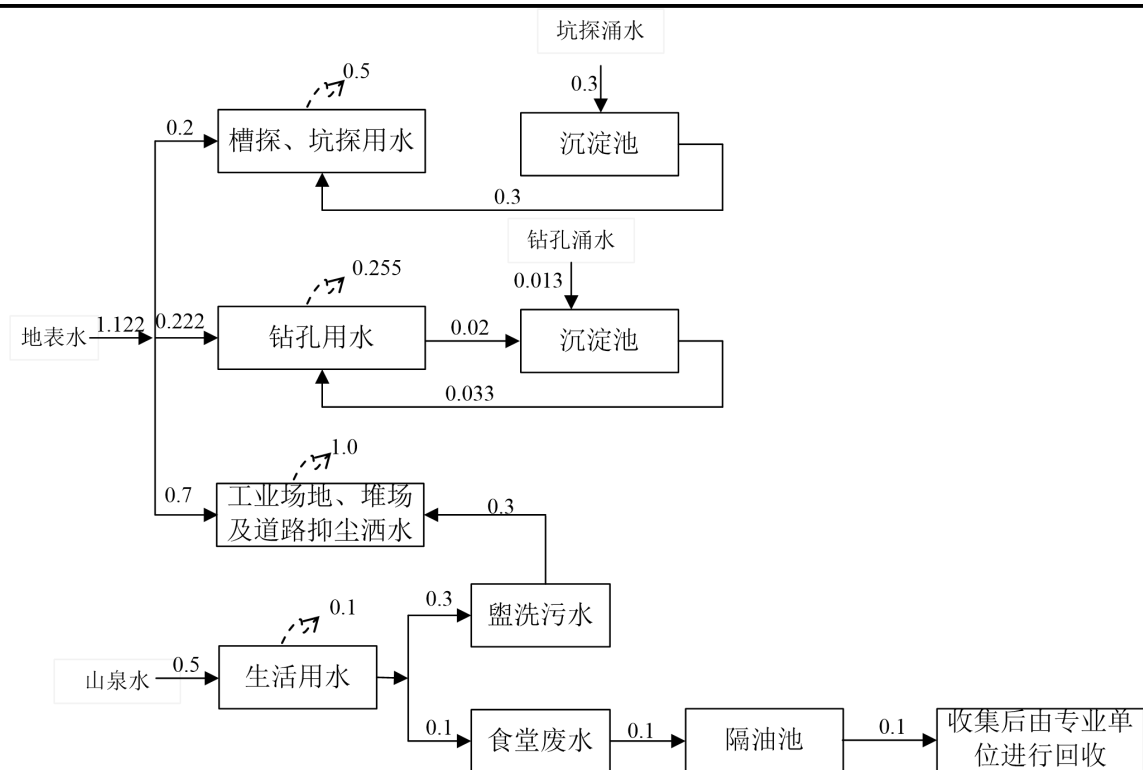 坑探涌水
0.5
0.3
0.2
槽探、坑探用水
沉淀池
0.3
钻孔涌水
0.255
0.013
地表水
1.122
0.222
钻孔用水
0.02
沉淀池
0.033
1.0
0.7
工业场地、堆场
及道路抑尘洒水
0.3
0.1
0.3
盥洗污水
山泉水
0.5
生活用水
0.1
食堂废水
0.1
隔油池
0.1
收集后由专业单
位进行回收